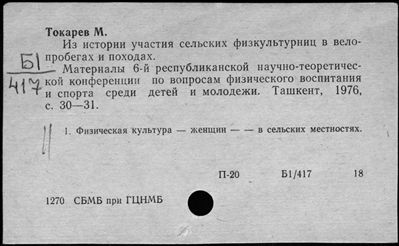 Токарев М.
Из истории участия сельских физкультурниц в вело-
пробегах и походах.
Б1
417
Материалы 6-й республиканской научно-теоретичес-
кой конференции по вопросам физического воспитания
и спорта среди детей и молодежи. Ташкент, 1976,
с. 30—31.
1. Физическая культура — женщин — — в сельских местностях.
П-20 Б1/417 18
1270 СБМБ при ГЦНМБ